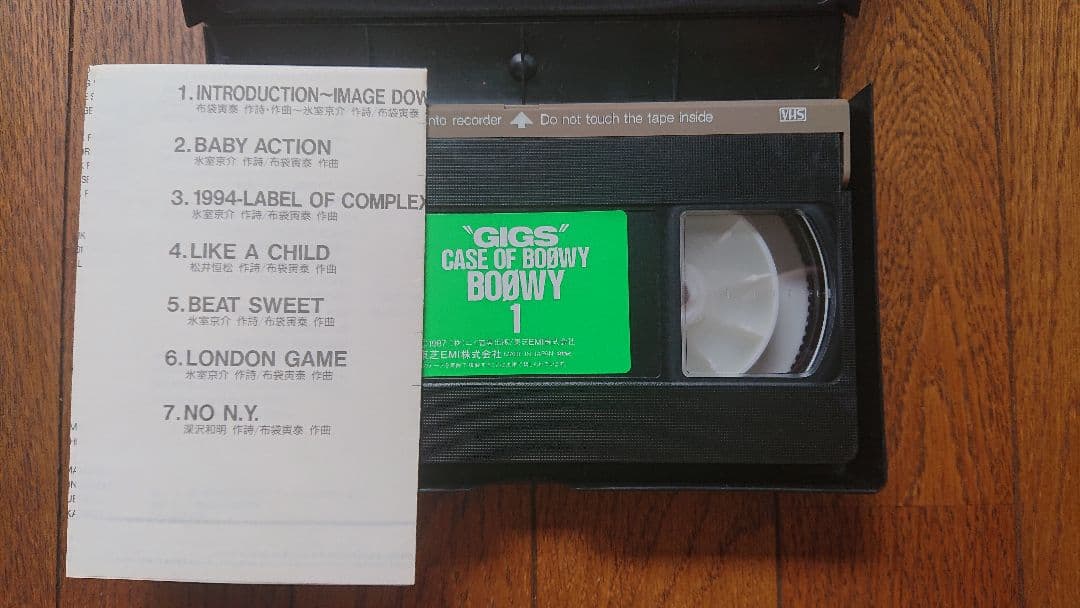 1. INTRODUCTION〜IMAGE DOW
布袋寅泰 作詩・作曲〜氷室京介 作詩/布袋寅泰
2. BABY ACTION
氷室京介 作詩/布袋寅泰 作曲
3. 1994-LABEL OF COMPLEX
氷室京介 作詩/布袋寅泰 作曲
4. LIKE A CHILD
松井恒松 作詩/布袋寅泰 作曲
5. BEAT SWEET
氷室京介 作詩/布袋寅泰 作曲
6. LONDON GAME
氷室京介 作詩/布袋寅泰 作曲
7. NO N.Y.
深沢和明 作詩/布袋寅泰 作曲
into recorder Do not touch the tape inside VHS
"GIGS"
CASE OF BOØWY
BOØWY
1
芝EMI株式会社 MADE IN JAPAN